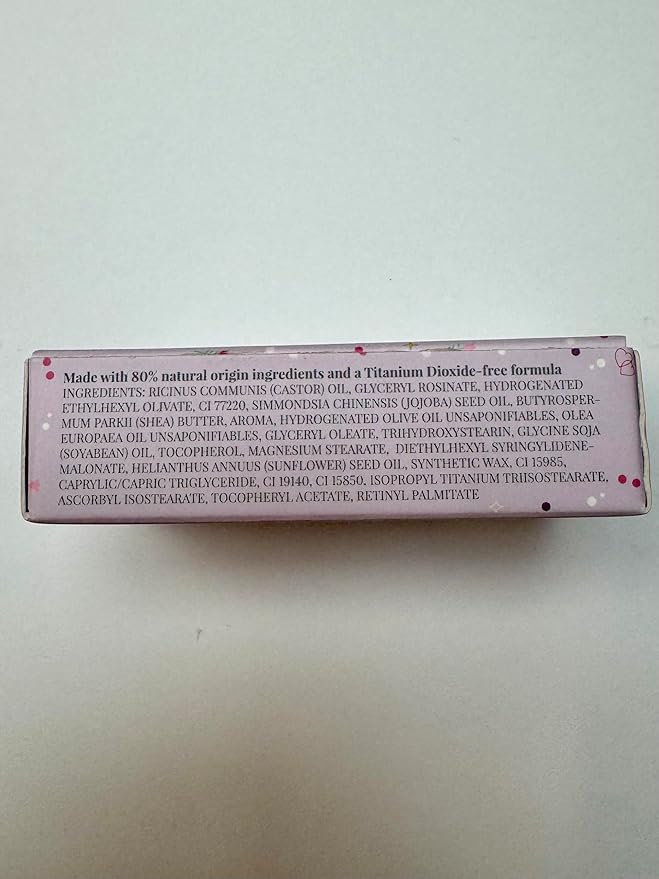 Made with 80% natural origin ingredients and a Titanium Dioxide-free formula
INGREDIENTS: RICINUS COMMUNIS (CASTOR) OIL, GLYCERYL ROSINATE, HYDROGENATED
ETHYLHEXYL OLIVATE, CI 77220, SIMMONDSIA CHINENSIS (JOJOBA) SEED OIL, BUTYROSPER-
MUM PARKII (SHEA) BUTTER, AROMA, HYDROGENATED OLIVE OIL UNSAPONIFIABLES, OLEA
EUROPAEA OIL UNSAPONIFIABLES, GLYCERYL OLEATE, TRIHYDROXYSTEARIN, GLYCINE SOJA
(SOYABEAN) OIL, TOCOPHEROL, MAGNESIUM STEARATE, DIETHYLHEXYL SYRINGYLIDENE-
MALONATE, HELIANTHUS ANNUUS (SUNFLOWER) SEED OIL, SYNTHETIC WAX, CI 15985,
CAPRYLIC/CAPRIC TRIGLYCERIDE, CI 19140, CI 15850. ISOPROPYL TITANIUM TRIISOSTEARATE,
ASCORBYL ISOSTEARATE, TOCOPHERYL ACETATE, RETINYL PALMITATE